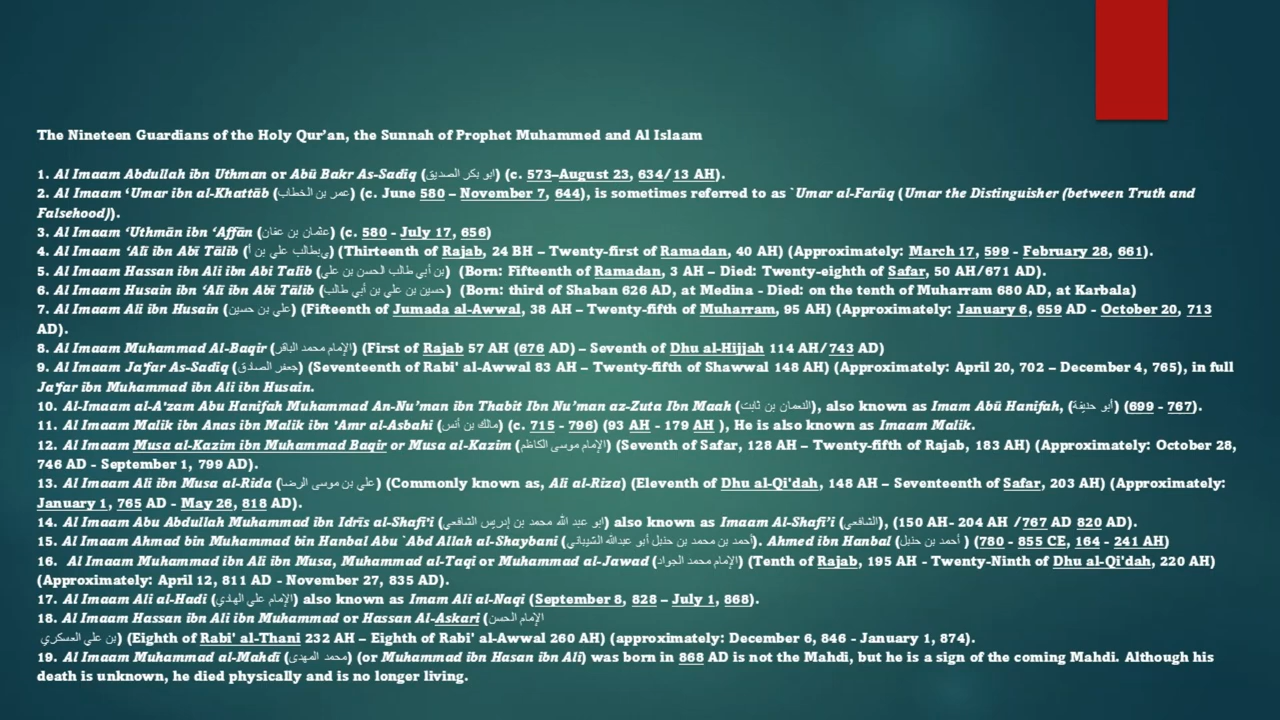 The Nineteen Guardians of the Holy Qur'an, the Sunnah of Prophet Muhammed and Al Islaam
1. Al Imaam Abdullah ibn Uthman or Abū Bakr As-Sadiq (ابو بكر الصديق) (c. 573–August 23, 634/13 AH).
2. Al Imaam ‘Umar ibn al-Khattāb (عمر بن الخطاب) (c. June 580 – November 7, 644), is sometimes referred to as `Umar al-Farūq (Umar the Distinguisher (between Truth and
Falsehood)).
3. Al Imaam ‘Uthmān ibn ‘Affān (عثمان بن عفان) (c. 580 - July 17, 656)
4. Al Imaam ‘Alī ibn Abī Tālib (ﻲﺑطالب علي بن أ) (Thirteenth of Rajab, 24 BH – Twenty-first of Ramadan, 40 AH) (Approximately: March 17, 599 - February 28, 661).
5. Al Imaam Hassan ibn Ali ibn Abi Talib (بن أبي طالب الحسن بن علي) (Born: Fifteenth of Ramadan, 3 AH – Died: Twenty-eighth of Safar, 50 AH/671 AD).
6. Al Imaam Husain ibn ‘Alī ibn Abī Tālib (حسين بن علي بن أبي طالب) (Born: third of Shaban 626 AD, at Medina - Died: on the tenth of Muharram 680 AD, at Karbala)
7. Al Imaam Ali ibn Husain (علي بن حسين) (Fifteenth of Jumada al-Awwal, 38 AH – Twenty-fifth of Muharram, 95 AH) (Approximately: January 6, 659 AD - October 20, 713
AD).
8. Al Imaam Muhammad Al-Baqir (الإمام محمد الباقر) (First of Rajab 57 AH (676 AD) – Seventh of Dhu al-Hijjah 114 AH/743 AD)
9. Al Imaam Ja'far As-Sadiq (جعفر الصادق) (Seventeenth of Rabi' al-Awwal 83 AH – Twenty-fifth of Shawwal 148 AH) (Approximately: April 20, 702 – December 4, 765), in full
Ja'far ibn Muhammad ibn Ali ibn Husain.
10. Al-Imaam al-A'zam Abu Hanifah Muhammad An-Nu'man ibn Thabit Ibn Nu'man az-Zuta Ibn Maah (النعمان بن ثابت), also known as Imam Abū Hanifah, (أبو حنيفة) (699 - 767).
11. Al Imaam Malik ibn Anas ibn Malik ibn 'Amr al-Asbahi (مالك بن أنس) (c. 715 - 796) (93 AH - 179 AH ), He is also known as Imaam Malik.
12. Al Imaam Musa al-Kazim ibn Muhammad Baqir or Musa al-Kazim (الإمام موسى الكاظم) (Seventh of Safar, 128 AH – Twenty-fifth of Rajab, 183 AH) (Approximately: October 28,
746 AD - September 1, 799 AD).
13. Al Imaam Ali ibn Musa al-Rida (علي بن موسى الرضا) (Commonly known as, Ali al-Riza) (Eleventh of Dhu al-Qi'dah, 148 AH – Seventeenth of Safar, 203 AH) (Approximately:
January 1, 765 AD - May 26, 818 AD).
14. Al Imaam Abu Abdullah Muhammad ibn Idrīs al-Shafi'i (ابو عبد الله محمد بن إدريس الشافعي) also known as Imaam Al-Shafi'i (الشافعي), (150 AH- 204 AH /767 AD 820 AD).
15. Al Imaam Ahmad bin Muhammad bin Hanbal Abu `Abd Allah al-Shaybani (أحمد بن محمد بن حنبل أبو عبدالله الشيباني). Ahmed ibn Hanbal (أحمد بن حنبل ) (780 - 855 CE, 164 - 241 AH)
16. Al Imaam Muhammad ibn Ali ibn Musa, Muhammad al-Taqi or Muhammad al-Jawad (الإمام محمد الجواد) (Tenth of Rajab, 195 AH - Twenty-Ninth of Dhu al-Qi'dah, 220 AH)
(Approximately: April 12, 811 AD - November 27, 835 AD).
17. Al Imaam Ali al-Hadi (الإمام علي الهادي) also known as Imam Ali al-Naqi (September 8, 828 – July 1, 868).
18. Al Imaam Hassan ibn Ali ibn Muhammad or Hassan Al-Askari (الإمام الحسن
بن علي العسكري) (Eighth of Rabi' al-Thani 232 AH – Eighth of Rabi' al-Awwal 260 AH) (approximately: December 6, 846 - January 1, 874).
19. Al Imaam Muhammad al-Mahdī (محمد المهدى) (or Muhammad ibn Hasan ibn Ali) was born in 868 AD is not the Mahdi, but he is a sign of the coming Mahdi. Although his
death is unknown, he died physically and is no longer living.